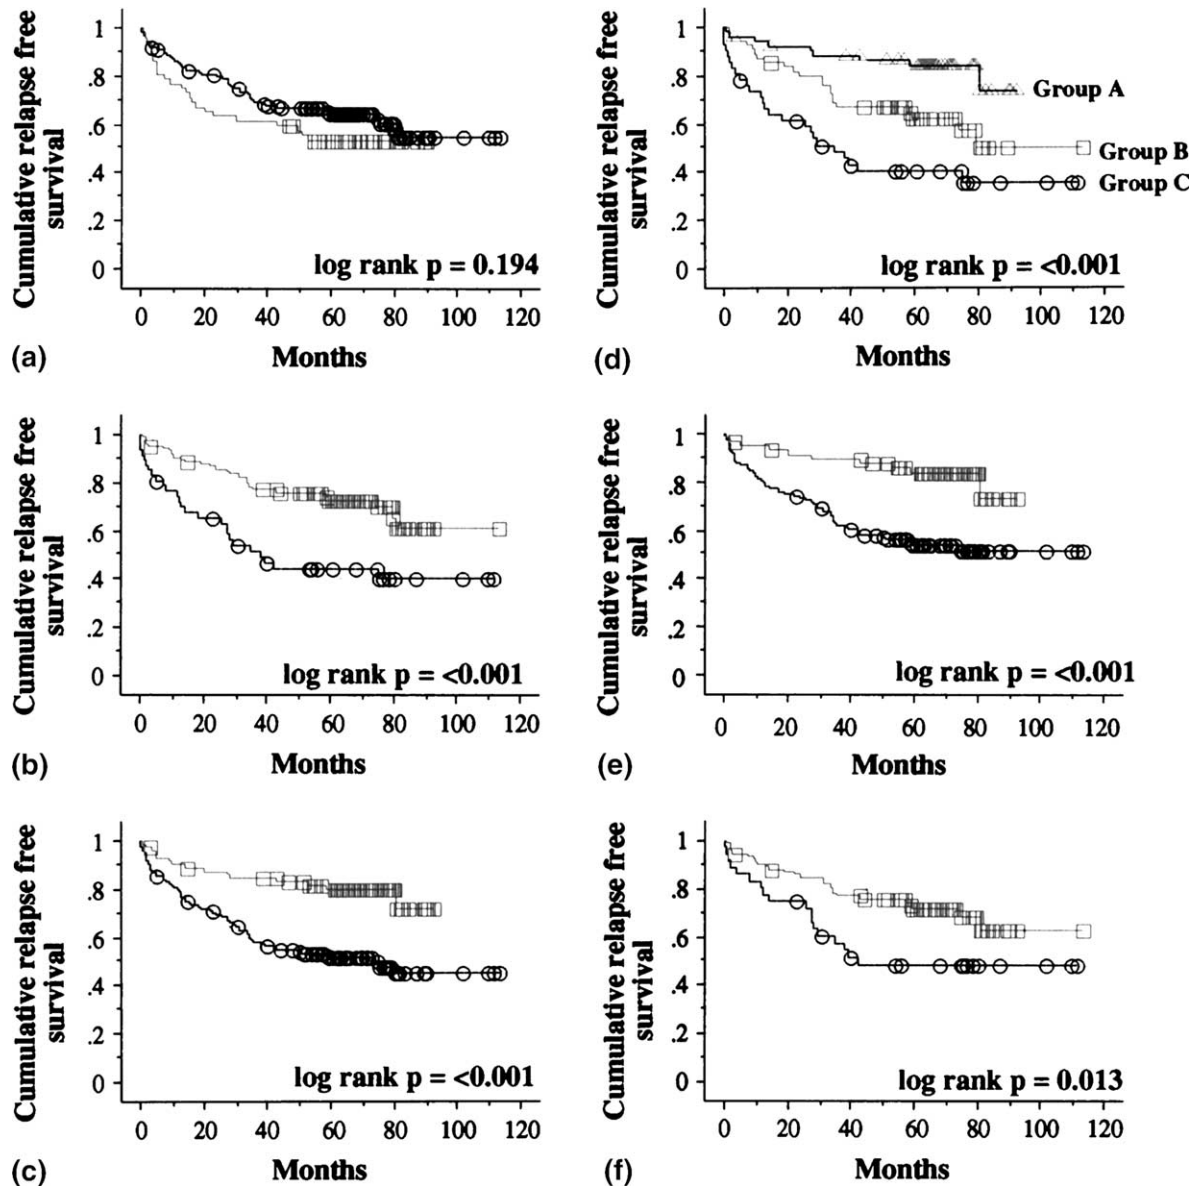 Cumulative relapse free
survival
1
.8
.6
.4
.2
0
log rank p = 0.194
0 20 40 60 80 100 120
Months
(a)
Cumulative relapse free
survival
1
.8
.6
.4
.2
0
Group A
Group B
Group C
log rank p = <0.001
0 20 40 60 80 100 120
Months
(d)
Cumulative relapse free
survival
1
.8
.6
.4
.2
0
log rank p = <0.001
0 20 40 60 80 100 120
Months
(b)
Cumulative relapse free
survival
1
.8
.6
.4
.2
0
log rank p = <0.001
0 20 40 60 80 100 120
Months
(e)
Cumulative relapse free
survival
1
.8
.6
.4
.2
0
log rank p = <0.001
0 20 40 60 80 100 120
Months
(c)
Cumulative relapse free
survival
1
.8
.6
.4
.2
0
log rank p = 0.013
0 20 40 60 80 100 120
Months
(f)